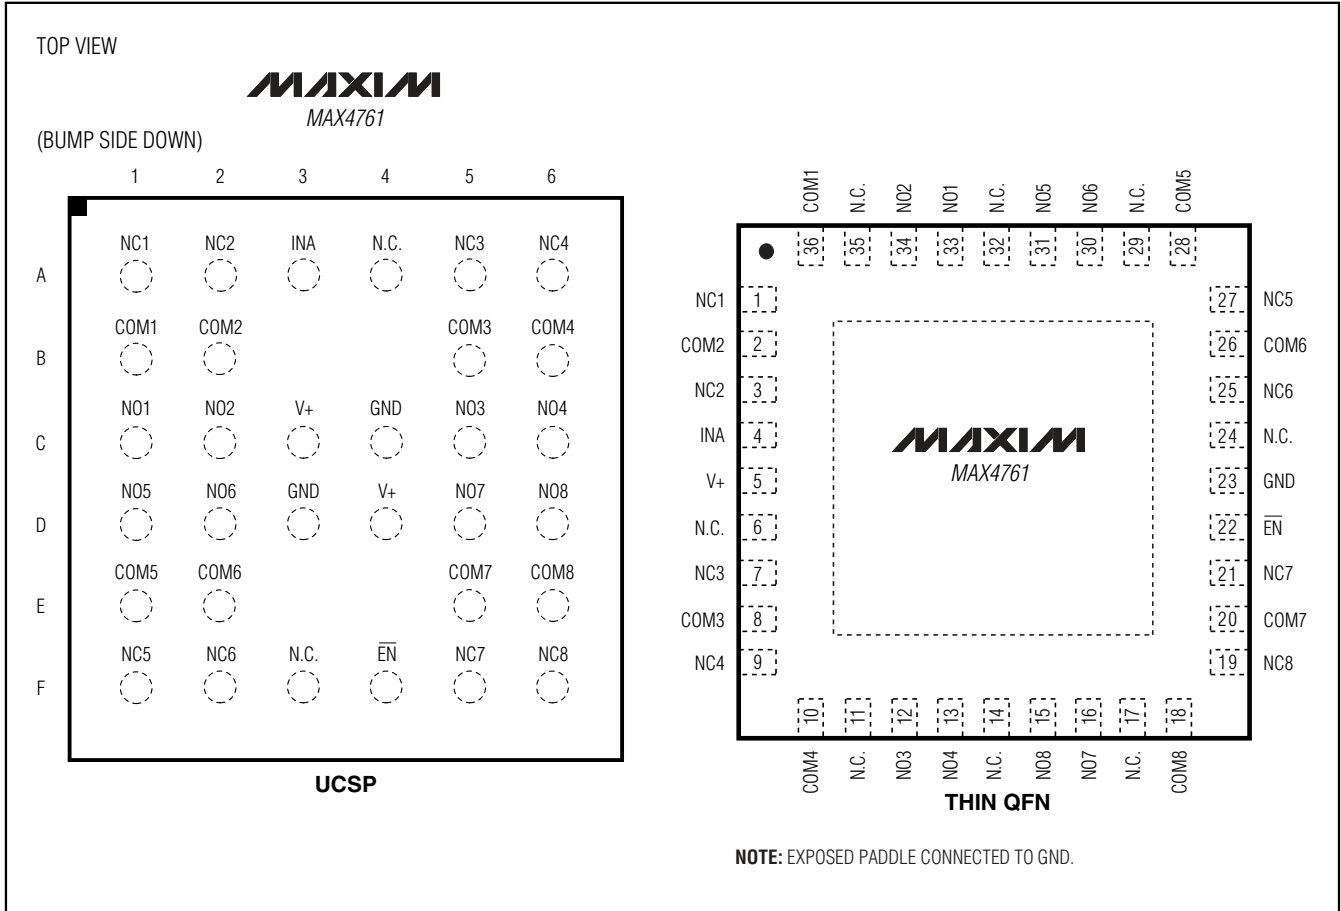 TOP VIEW
MAXIM
MAX4761
(BUMP SIDE DOWN)
1 2 3 4 5 6
NC1 NC2 INA N.C. NC3 NC4
A
COM1 COM2 COM3 COM4
B
NO1 NO2 V+ GND NO3 NO4
C
NO5 NO6 GND V+ NO7 NO8
D
COM5 COM6 COM7 COM8
E
NC5 NC6 N.C. EN NC7 NC8
F
UCSP
COM1 N.C. NO2 NO1 N.C. NO5 NO6 N.C. COM5
36 35 34 33 32 31 30 29 28
NC1 1 27 NC5
COM2 2 26 COM6
NC2 3 25 NC6
INA 4 24 N.C.
MAXIM
MAX4761
V+ 5 23 GND
N.C. 6 22 EN
NC3 7 21 NC7
COM3 8 20 COM7
NC4 9 19 NC8
10 11 12 13 14 15 16 17 18
COM4 N.C. NO3 NO4 N.C. NO8 NO7 N.C. COM8
THIN QFN
NOTE: EXPOSED PADDLE CONNECTED TO GND.